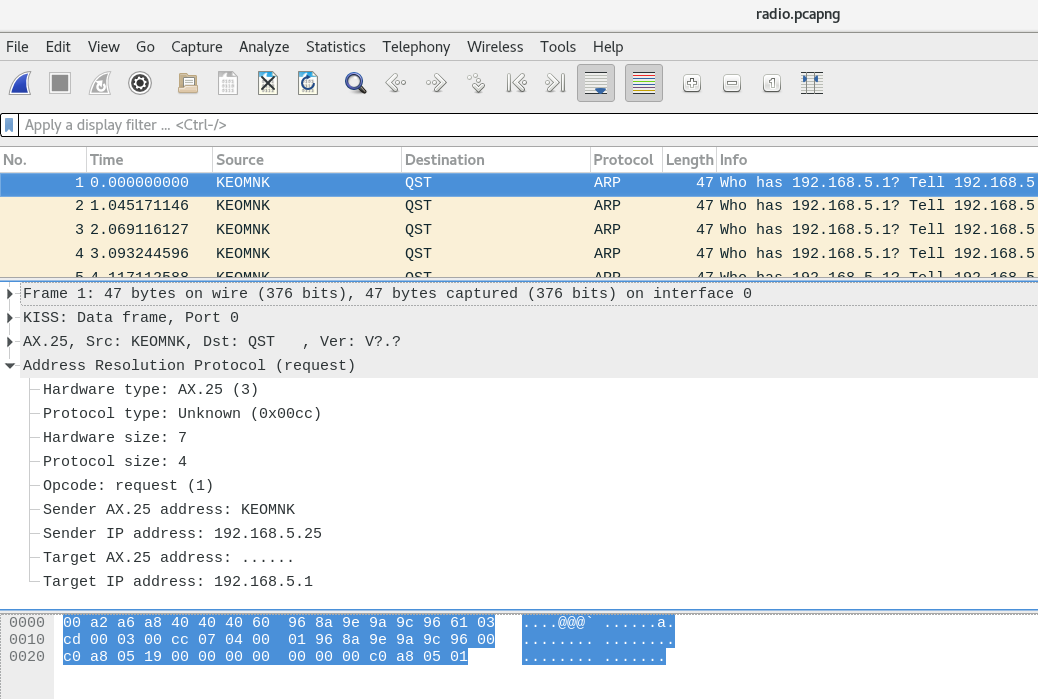 radio.pcapng
File Edit View Go Capture Analyze Statistics Telephony Wireless Tools Help
Apply a display filter ... <Ctrl-/>
No. Time Source Destination Protocol Length Info
1 0.000000000 KEOMNK QST ARP 47 Who has 192.168.5.1? Tell 192.168.5
2 1.045171146 KEOMNK QST ARP 47 Who has 192.168.5.1? Tell 192.168.5
3 2.069116127 KEOMNK QST ARP 47 Who has 192.168.5.1? Tell 192.168.5
4 3.093244596 KEOMNK QST ARP 47 Who has 192.168.5.1? Tell 192.168.5
5 4.117112588 KEOMNK QST ARP 47 Who has 192.168.5.1? Tell 192.168.5
Frame 1: 47 bytes on wire (376 bits), 47 bytes captured (376 bits) on interface 0
KISS: Data frame, Port 0
AX.25, Src: KEOMNK, Dst: QST   , Ver: V?.?
Address Resolution Protocol (request)
Hardware type: AX.25 (3)
Protocol type: Unknown (0x00cc)
Hardware size: 7
Protocol size: 4
Opcode: request (1)
Sender AX.25 address: KEOMNK
Sender IP address: 192.168.5.25
Target AX.25 address: ......
Target IP address: 192.168.5.1
0000 00 a2 a6 a8 40 40 40 60 96 8a 9e 9a 9c 96 61 03 ....@@@` ......a.
0010 cd 00 03 00 cc 07 04 00 01 96 8a 9e 9a 9c 96 00 ........ ........
0020 c0 a8 05 19 00 00 00 00 00 00 00 c0 a8 05 01 ........ .......